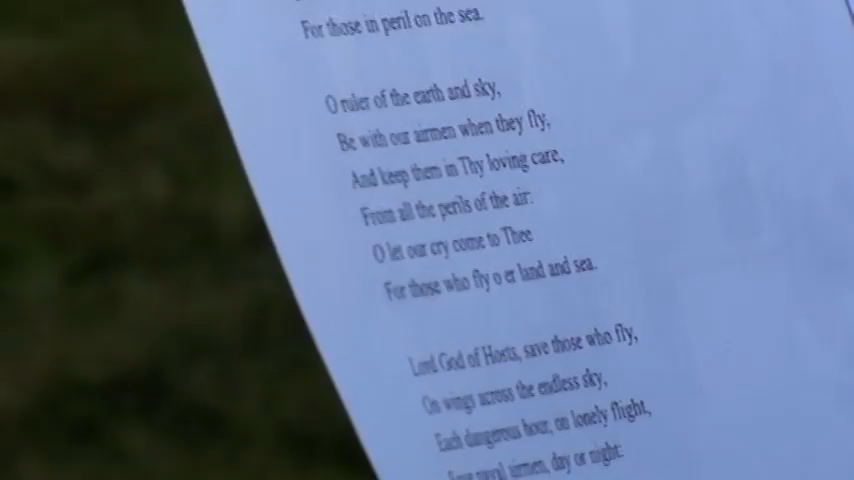 For those in peril on the sea.
O ruler of the earth and sky,
Be with our airmen when they fly,
And keep them in Thy loving care,
From all the perils of the air:
O let our cry come to Thee
For those who fly o er land and sea.
Lord God of Hosts, save those who fly,
On wings across the endless sky,
Each dangerous hour, on lonely flight,
naval airmen, day or night: